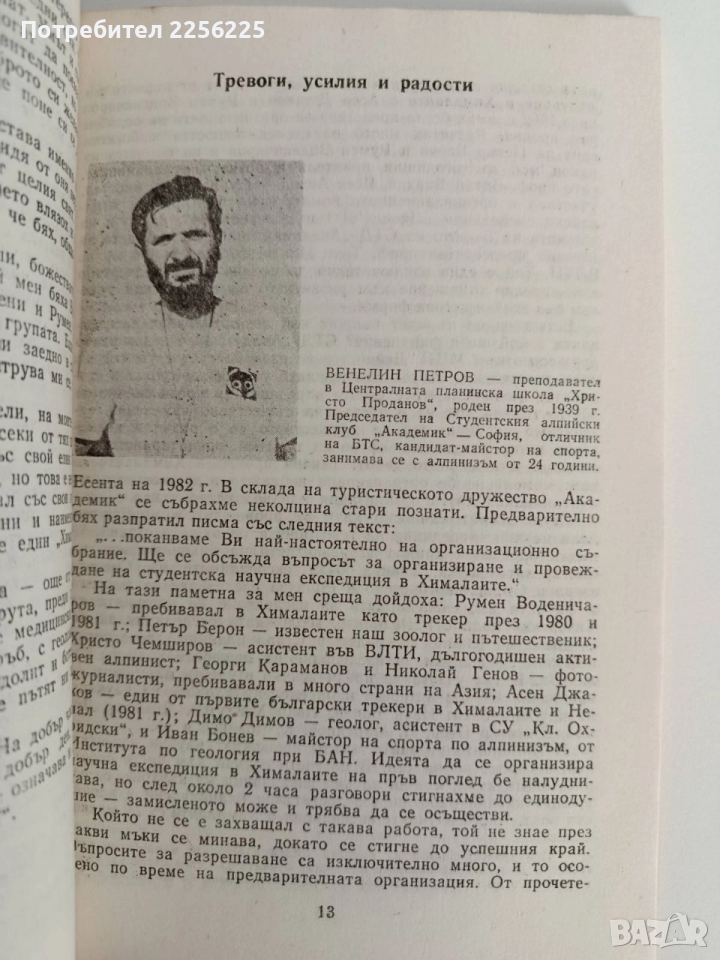 Потребител 2256225
Тревоги, усилия и радости
ВЕНЕЛИН ПЕТРОВ — преподавател
в Централната планинска школа „Хри-
сто Проданов“, роден през 1939 г.
Председател на Студентския алпийски
клуб „Академик“ — София, отличник
на БТС, кандидат-майстор на спорта,
занимава се с алпинизъм от 24 години.
Есента на 1982 г. В склада на туристическото дружество „Ака-
демик“ се събрахме неколцина стари познати. Предварително
бях разпратил писма със следния текст:
„...поканваме Ви най-настоятелно на организационно съ-
брание. Ще се обсъжда въпросът за организиране и провеж-
дане на студентска научна експедиция в Хималаите.“
На тази паметна за мен среща дойдоха: Румен Воденича-
ров — пребивавал в Хималаите като трекер през 1980 и
1981 г.; Петър Берон — известен наш зоолог и пътешественик;
Христо Чемширов — асистент във ВЛТИ, дългогодишен акти-
вен алпинист; Георги Караманов и Николай Генов — фото-
журналисти, пребивавали в много страни на Азия; Асен Джа-
ков — един от първите български трекери в Хималаите и Не-
пал (1981 г.); Димо Димов — геолог, асистент в СУ „Кл. Ох-
ридски“, и Иван Бонев — майстор на спорта по алпинизъм, от
Института по геология при БАН. Идеята да се организира
научна експедиция в Хималаите на пръв поглед бе налудни-
чава, но след около 2 часа разговори стигнахме до единоду-
шие — замисленото може и трябва да се осъществи.
Който не се е захващал с такава работа, той не знае през
какви мъки се минава, докато се стигне до успешния край.
Въпросите за разрешаване са изключително много, и то осо-
бено по време на предварителната организация. От прочете-
13
BAZAR